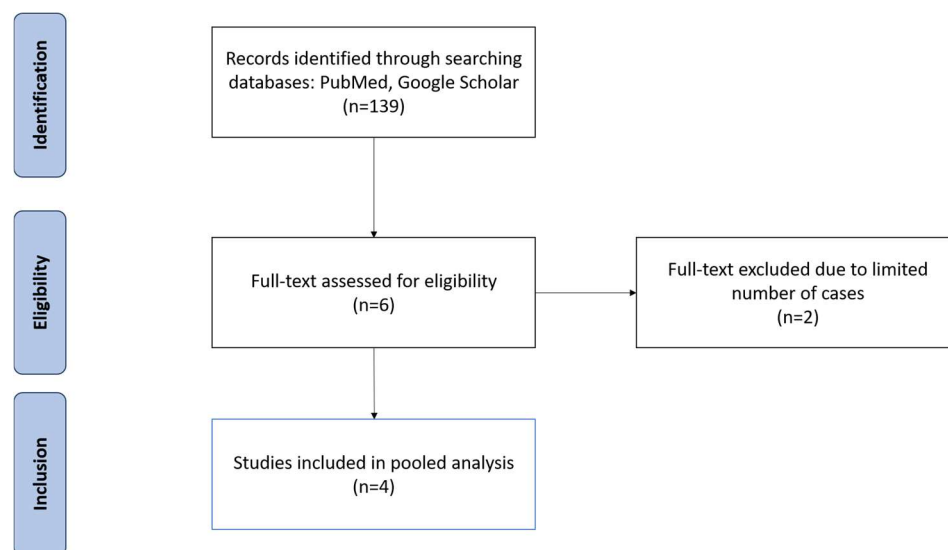 Identification
Records identified through searching
databases: PubMed, Google Scholar
(n=139)
Eligibility
Full-text assessed for eligibility
(n=6)
Full-text excluded due to limited
number of cases
(n=2)
Inclusion
Studies included in pooled analysis
(n=4)